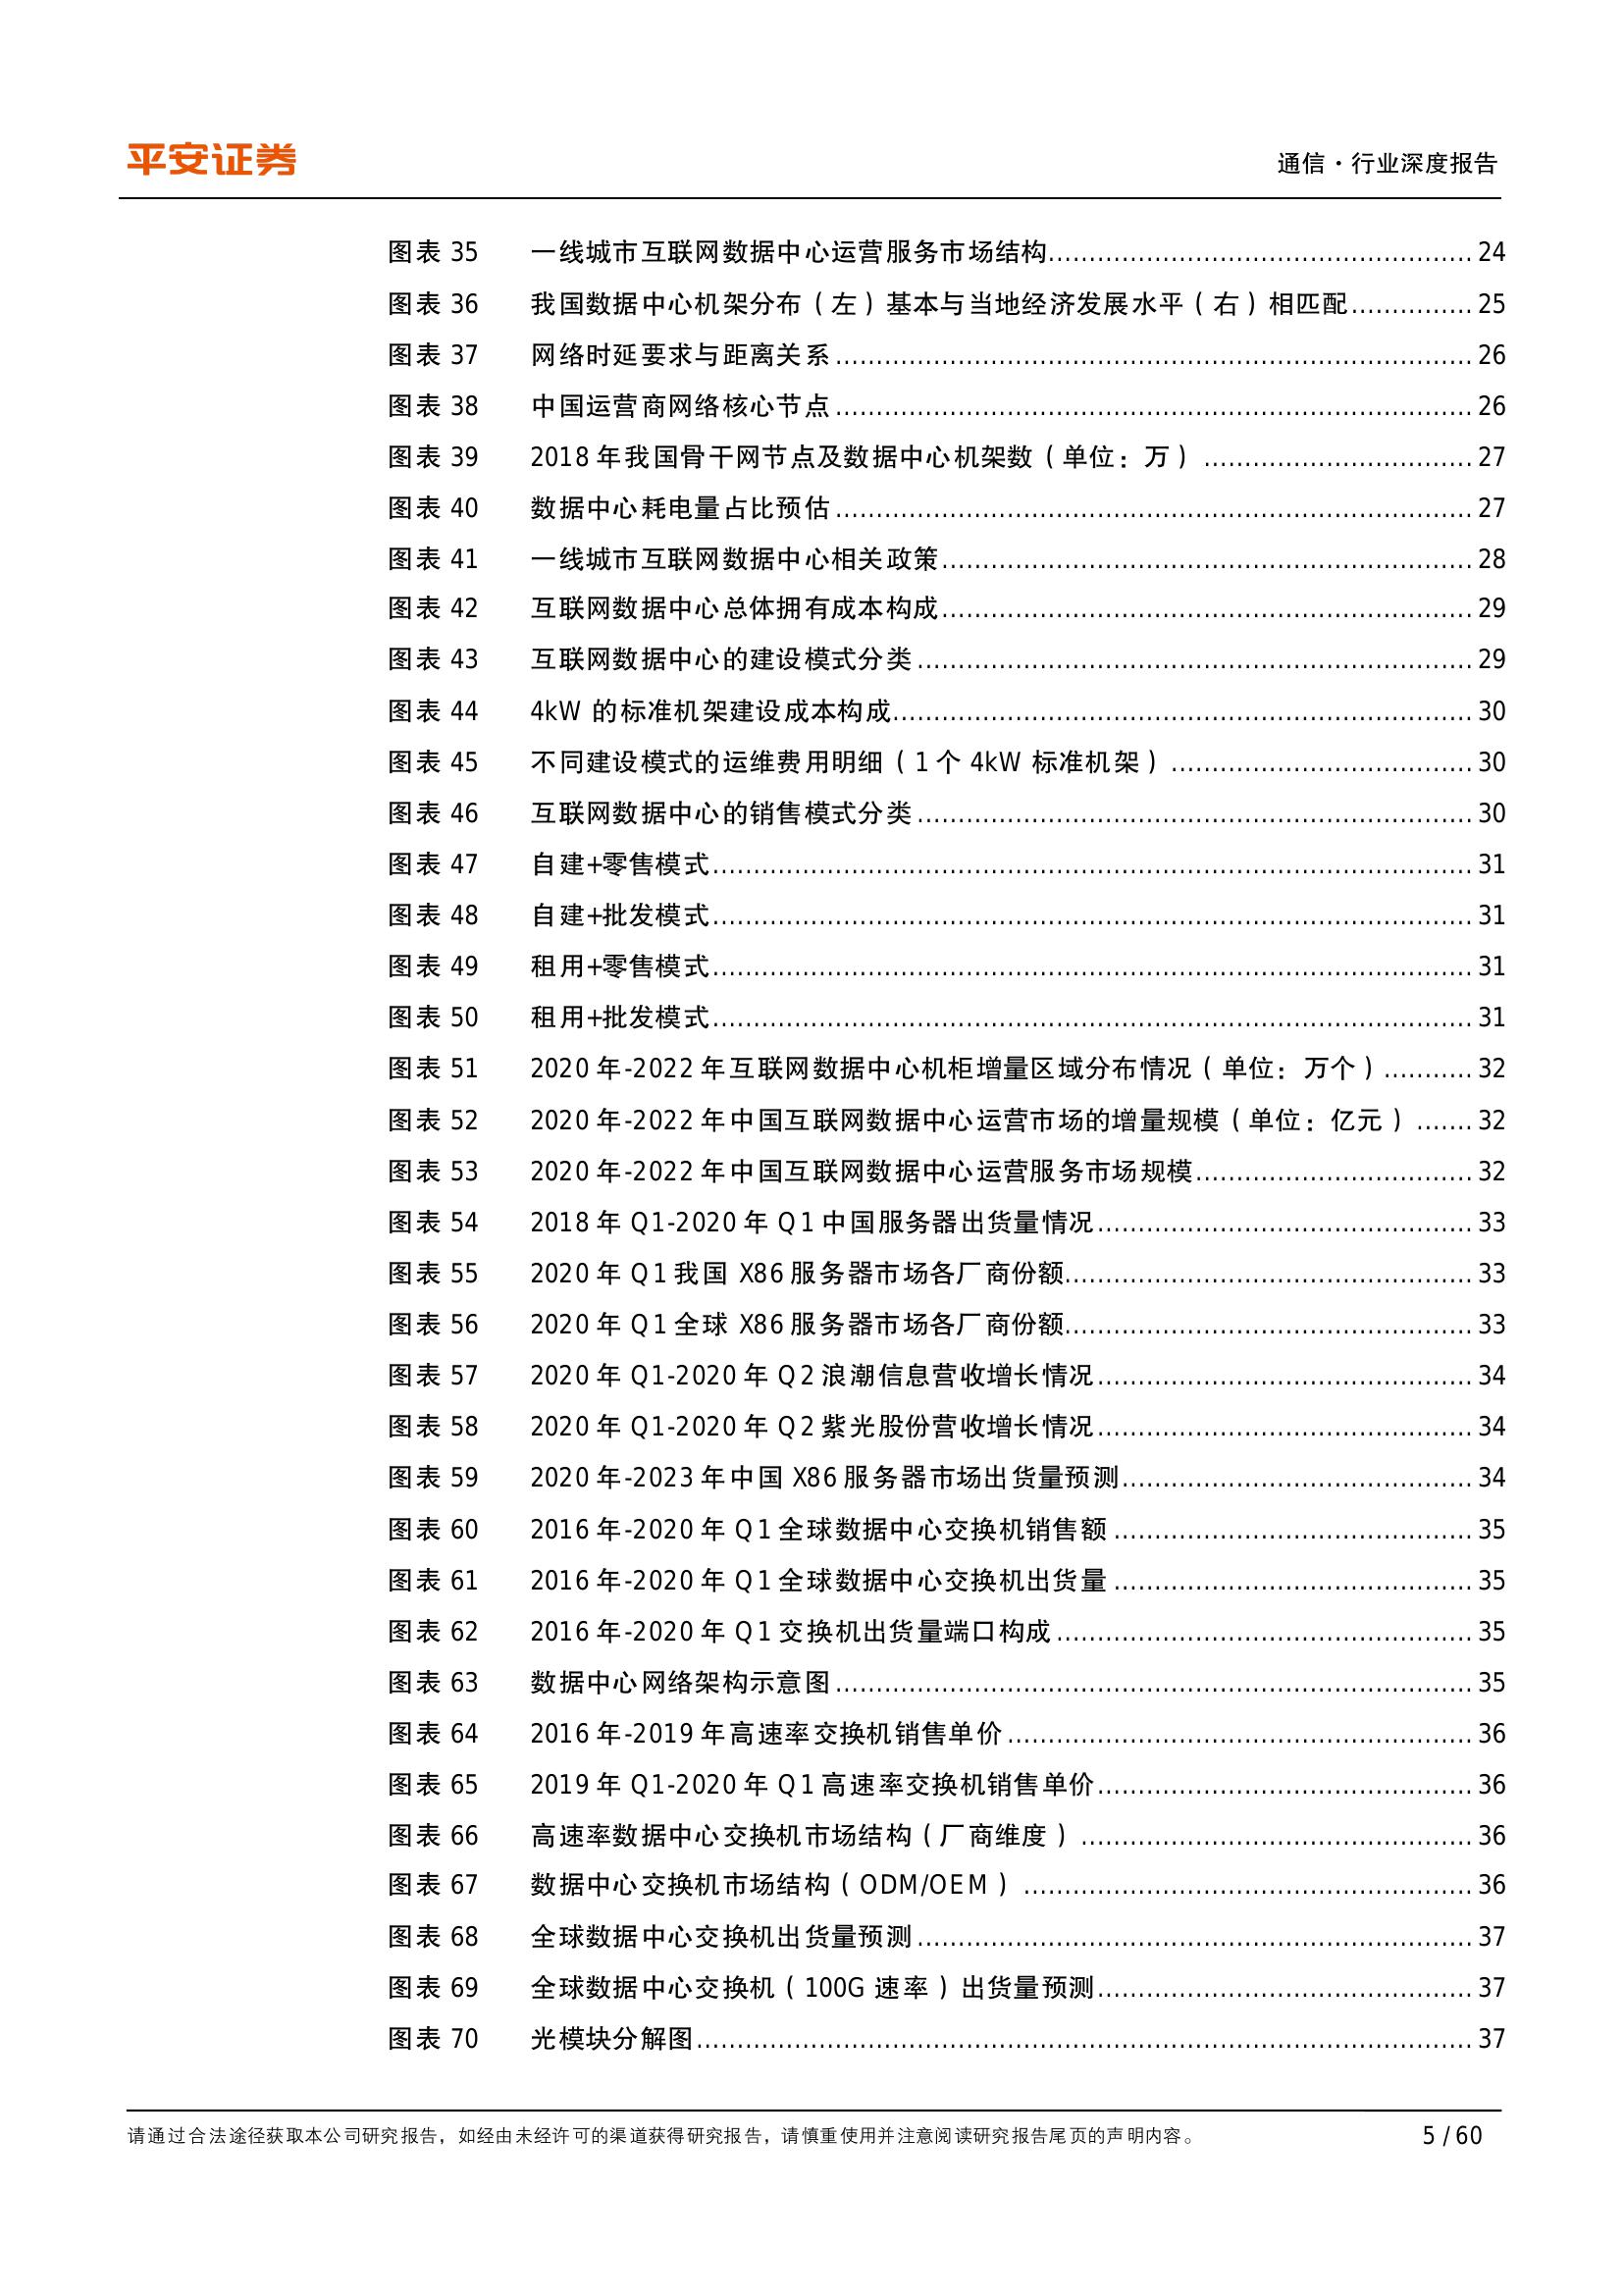 平安证券
通信·行业深度报告
图表 35 一线城市互联网数据中心运营服务市场结构 24
图表 36 我国数据中心机架分布（左）基本与当地经济发展水平（右）相匹配 25
图表 37 网络时延要求与距离关系 26
图表 38 中国运营商网络核心节点 26
图表 39 2018 年我国骨干网节点及数据中心机架数（单位：万） 27
图表 40 数据中心耗电量占比预估 27
图表 41 一线城市互联网数据中心相关政策 28
图表 42 互联网数据中心总体拥有成本构成 29
图表 43 互联网数据中心的建设模式分类 29
图表 44 4kW 的标准机架建设成本构成 30
图表 45 不同建设模式的运维费用明细（1 个 4kW 标准机架） 30
图表 46 互联网数据中心的销售模式分类 30
图表 47 自建+零售模式 31
图表 48 自建+批发模式 31
图表 49 租用+零售模式 31
图表 50 租用+批发模式 31
图表 51 2020 年-2022 年互联网数据中心机柜增量区域分布情况（单位：万个） 32
图表 52 2020 年-2022 年中国互联网数据中心运营市场的增量规模（单位：亿元） 32
图表 53 2020 年-2022 年中国互联网数据中心运营服务市场规模 32
图表 54 2018 年 Q1-2020 年 Q1 中国服务器出货量情况 33
图表 55 2020 年 Q1 我国 X86 服务器市场各厂商份额 33
图表 56 2020 年 Q1 全球 X86 服务器市场各厂商份额 33
图表 57 2020 年 Q1-2020 年 Q2 浪潮信息营收增长情况 34
图表 58 2020 年 Q1-2020 年 Q2 紫光股份营收增长情况 34
图表 59 2020 年-2023 年中国 X86 服务器市场出货量预测 34
图表 60 2016 年-2020 年 Q1 全球数据中心交换机销售额 35
图表 61 2016 年-2020 年 Q1 全球数据中心交换机出货量 35
图表 62 2016 年-2020 年 Q1 交换机出货量端口构成 35
图表 63 数据中心网络架构示意图 35
图表 64 2016 年-2019 年高速率交换机销售单价 36
图表 65 2019 年 Q1-2020 年 Q1 高速率交换机销售单价 36
图表 66 高速率数据中心交换机市场结构（厂商维度） 36
图表 67 数据中心交换机市场结构（ODM/OEM） 36
图表 68 全球数据中心交换机出货量预测 37
图表 69 全球数据中心交换机（100G 速率）出货量预测 37
图表 70 光模块分解图 37
请通过合法途径获取本公司研究报告，如经由未经许可的渠道获得研究报告，请慎重使用并注意阅读研究报告尾页的声明内容。 5 / 60